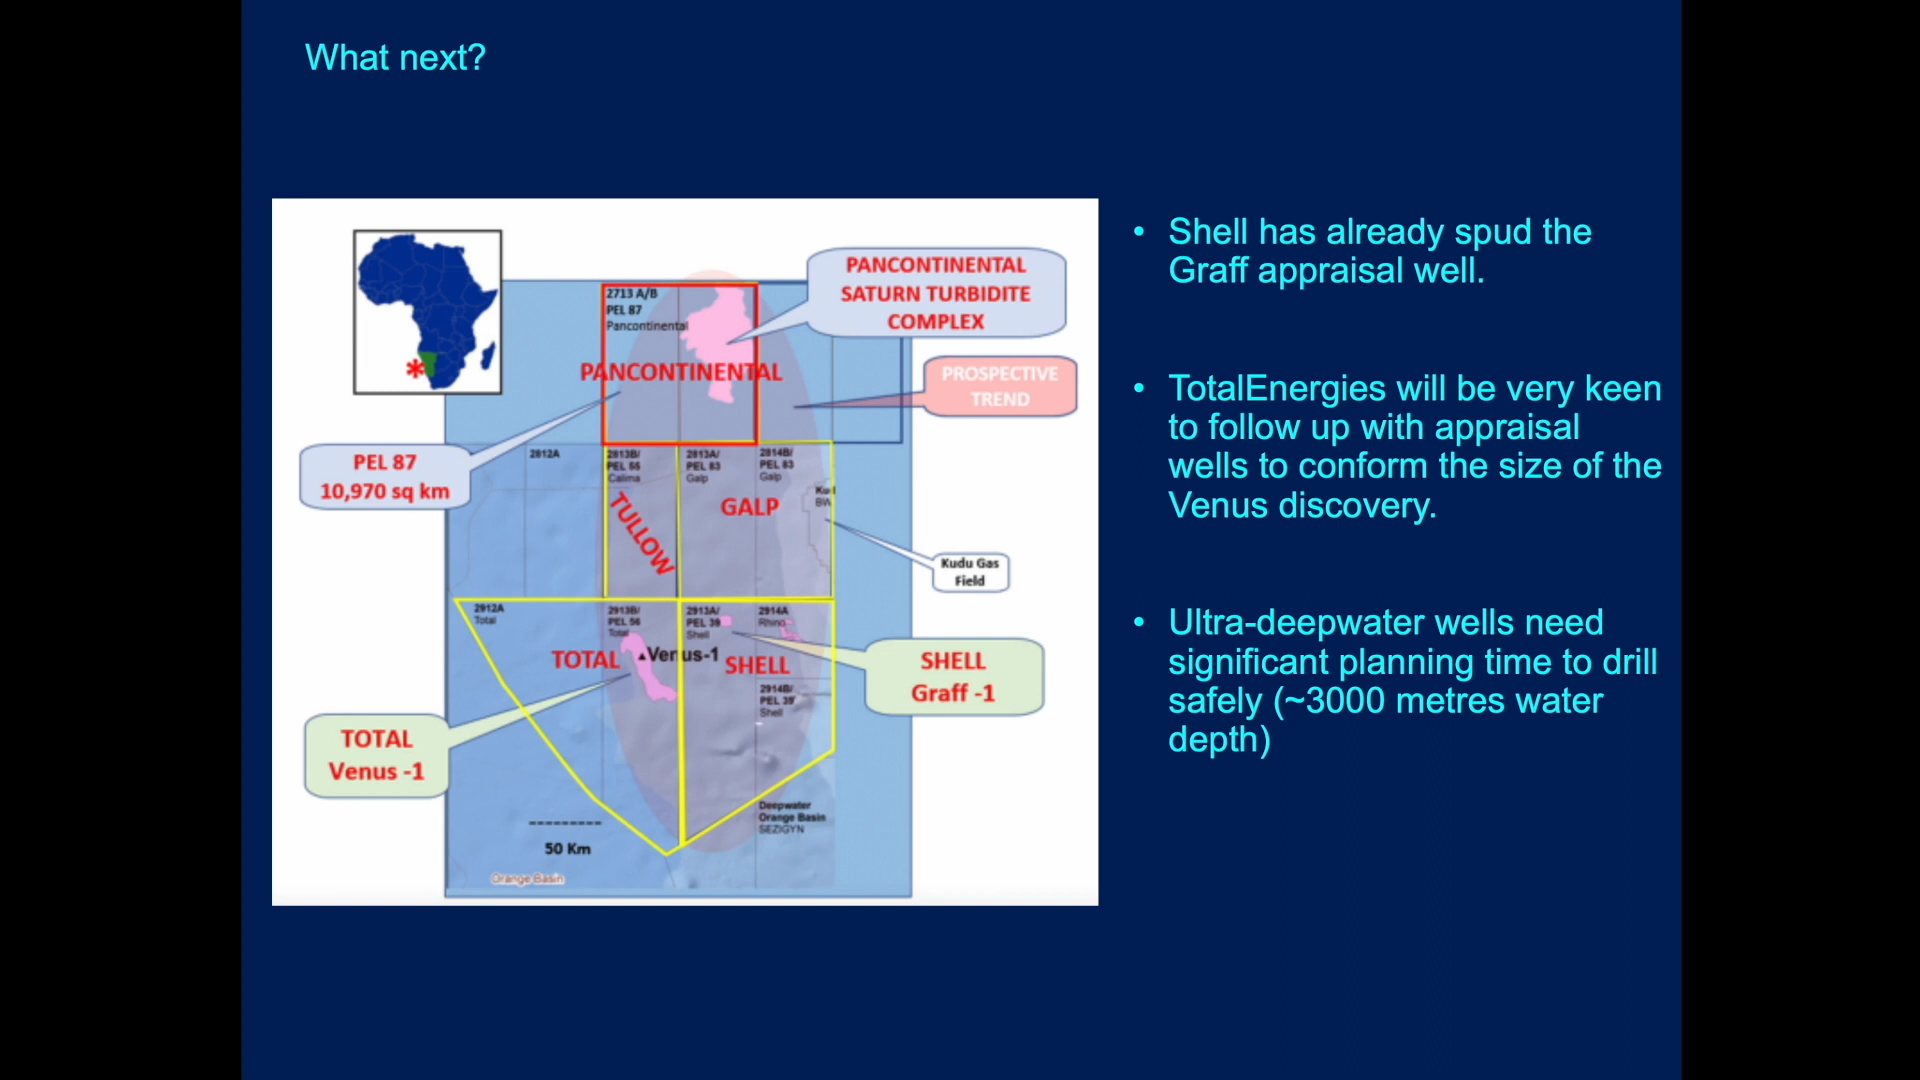 What next?
PANCONTINENTAL
SATURN TURBIDITE
COMPLEX
2713 A/B
PEL 87
Pancontinental
PANCONTINENTAL
PROSPECTIVE
TREND
PEL 87
10,970 sq km
2812A
2813B/
PEL 56
Calima
2813A/
PEL 83
Galp
2814B/
PEL 83
Galp
TULLOW
GALP
BW
Kudu Gas
Field
2912A
Total
2913B/
PEL 56
Total
2913A/
PEL 39
Shell
2914A
Rhino
TOTAL
Venus-1
SHELL
SHELL
Graff -1
2914B/
PEL 39
Shell
TOTAL
Venus -1
Deepwater
Orange Basin
50 Km
Orange Basin
• Shell has already spud the
Graff appraisal well.
• TotalEnergies will be very keen
to follow up with appraisal
wells to conform the size of the
Venus discovery.
• Ultra-deepwater wells need
significant planning time to drill
safely (~3000 metres water
depth)